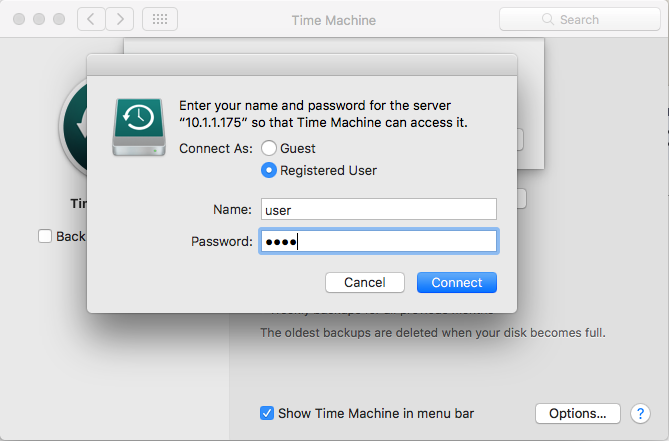 Time Machine
Search
Enter your name and password for the server
“10.1.1.175” so that Time Machine can access it.
Connect As: Guest
Registered User
Name: user
Password: ●●●●
Back
Cancel Connect
The oldest backups are deleted when your disk becomes full.
Show Time Machine in menu bar Options... ?